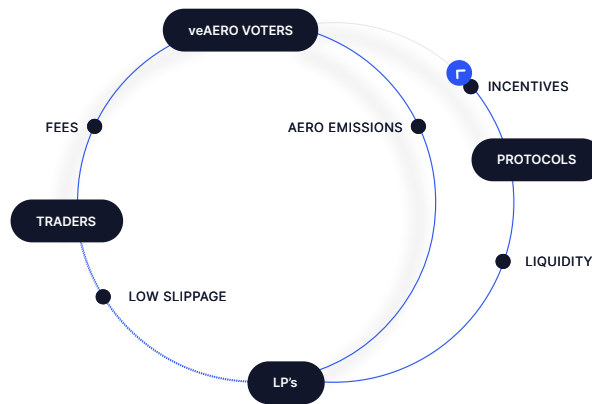 veAERO VOTERS
INCENTIVES
FEES
AERO EMISSIONS
PROTOCOLS
TRADERS
LIQUIDITY
LOW SLIPPAGE
LP's